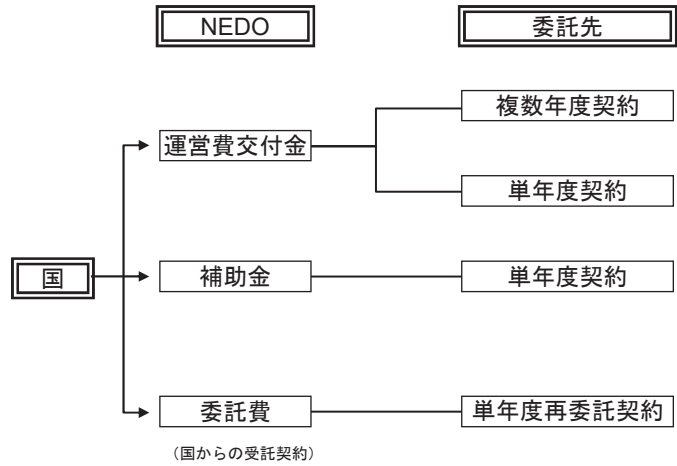 NEDO
委託先
複数年度契約
運営費交付金
単年度契約
国
補助金
単年度契約
委託費
単年度再委託契約
（国からの受託契約）